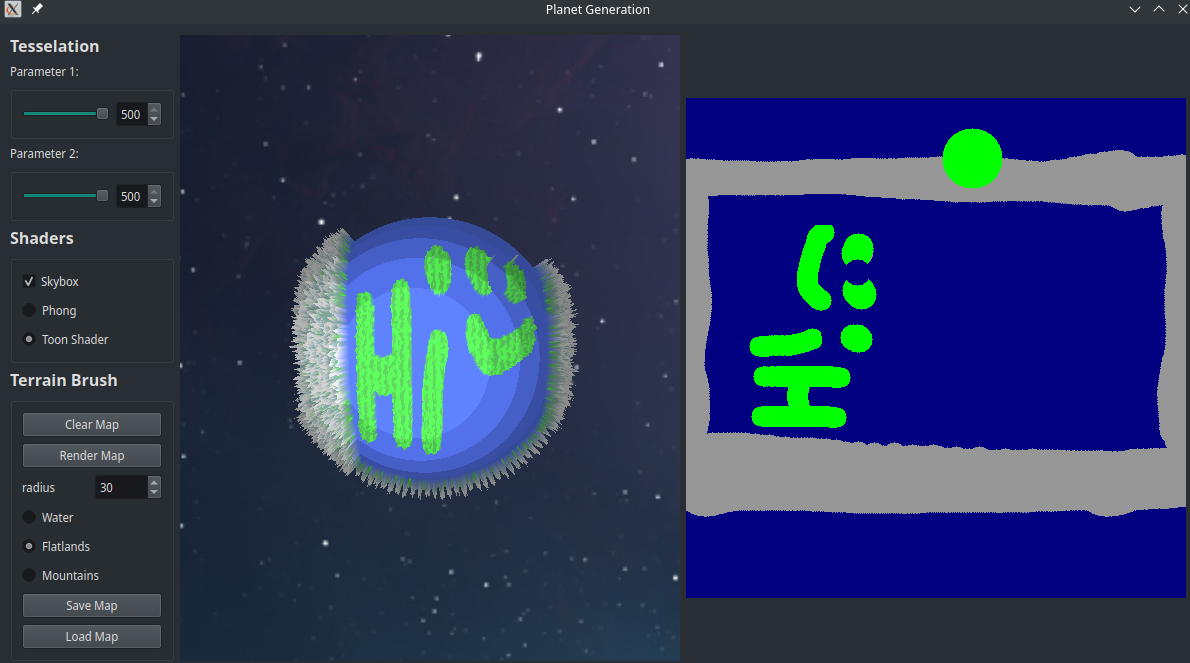 Planet Generation
Tesselation
Parameter 1:
500
Parameter 2:
500
Shaders
Skybox
Phong
Toon Shader
Terrain Brush
Clear Map
Render Map
radius
30
Water
Flatlands
Mountains
Save Map
Load Map
Hi
Hi :)